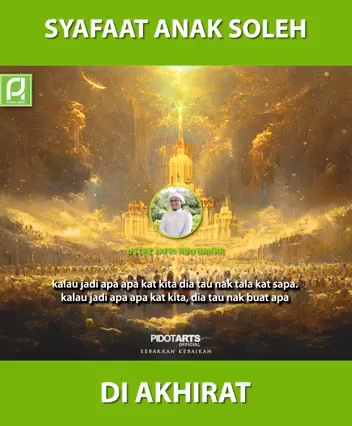 SYAFAAT ANAK SOLEH
kalau jadi apa apa kat kita dia tau nak tala kat sapa.
kalau jadi apa apa kat kita, dia tau nak buat apa
PIDOTARTS
OFFICIAL
SEBARKAN KEBAIKAN
DI AKHIRAT